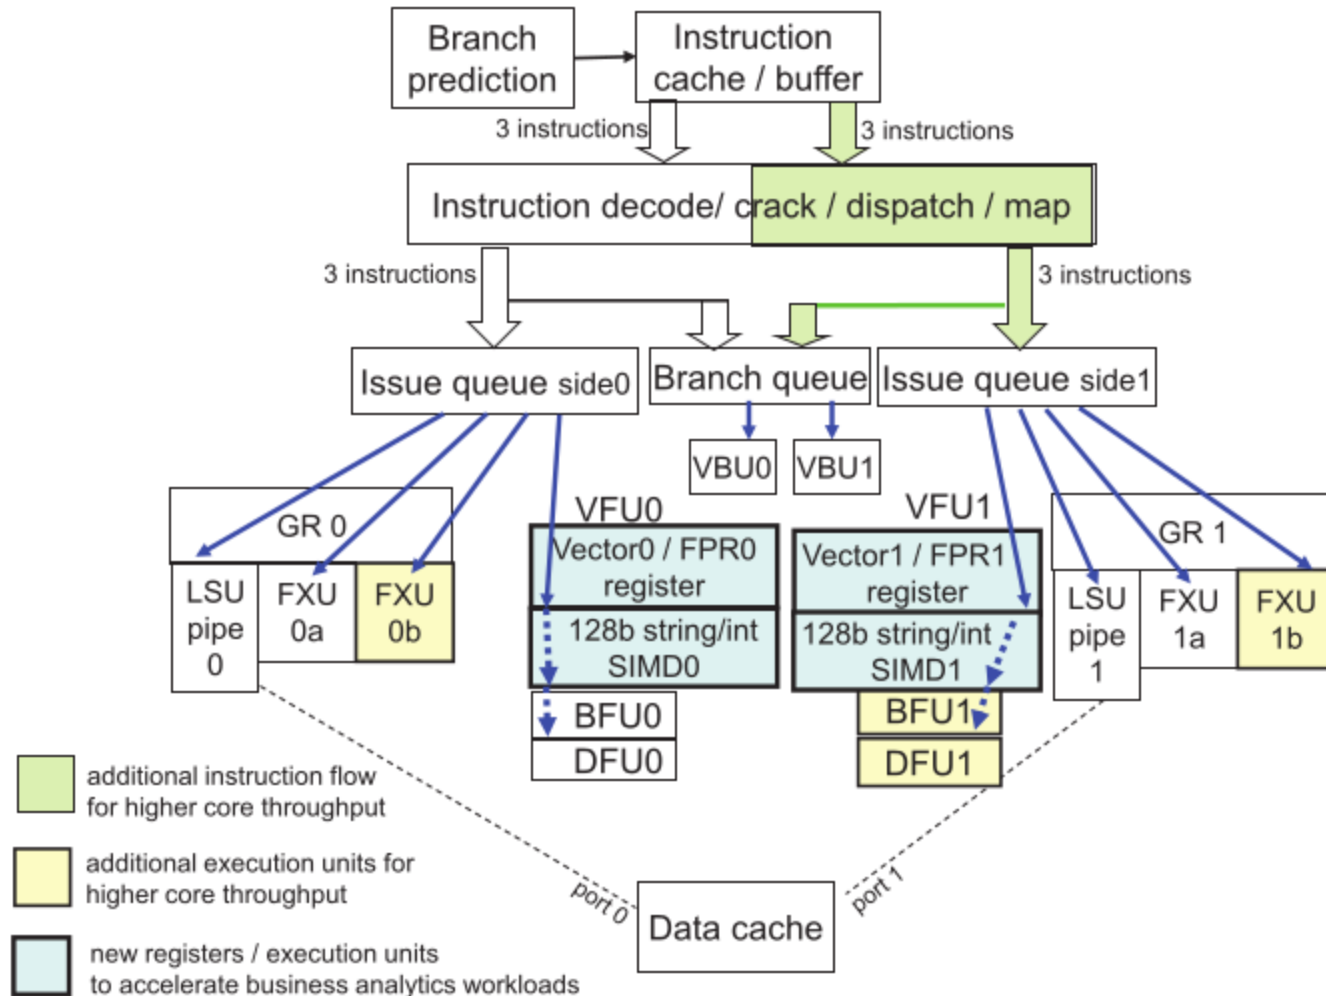 Branch
prediction
Instruction
cache / buffer
3 instructions
3 instructions
Instruction decode/ crack / dispatch / map
3 instructions
3 instructions
Issue queue side0
Branch queue
Issue queue side1
VBU0
VBU1
GR 0
VFU0
VFU1
GR 1
LSU
pipe
0
FXU
0a
FXU
0b
Vector0 / FPR0
register
128b string/int
SIMD0
BFU0
DFU0
Vector1 / FPR1
register
128b string/int
SIMD1
BFU1
DFU1
LSU
pipe
1
FXU
1a
FXU
1b
additional instruction flow
for higher core throughput
additional execution units for
higher core throughput
new registers / execution units
to accelerate business analytics workloads
port 0
Data cache
port 1